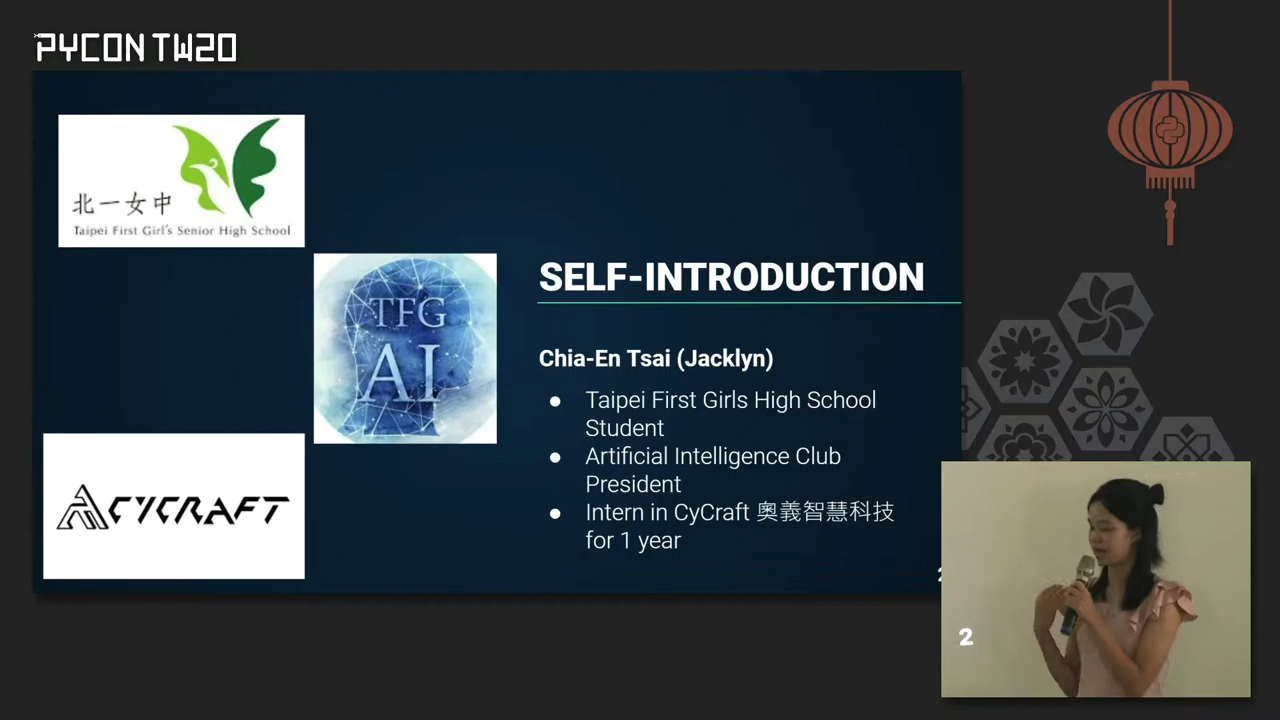 PYCON TW20
北一女中
Taipei First Girl's Senior High School
TFG
AI
CYCRAFT
SELF-INTRODUCTION
Chia-En Tsai (Jacklyn)
● Taipei First Girls High School
Student
● Artificial Intelligence Club
President
● Intern in CyCraft 奧義智慧科技
for 1 year
2